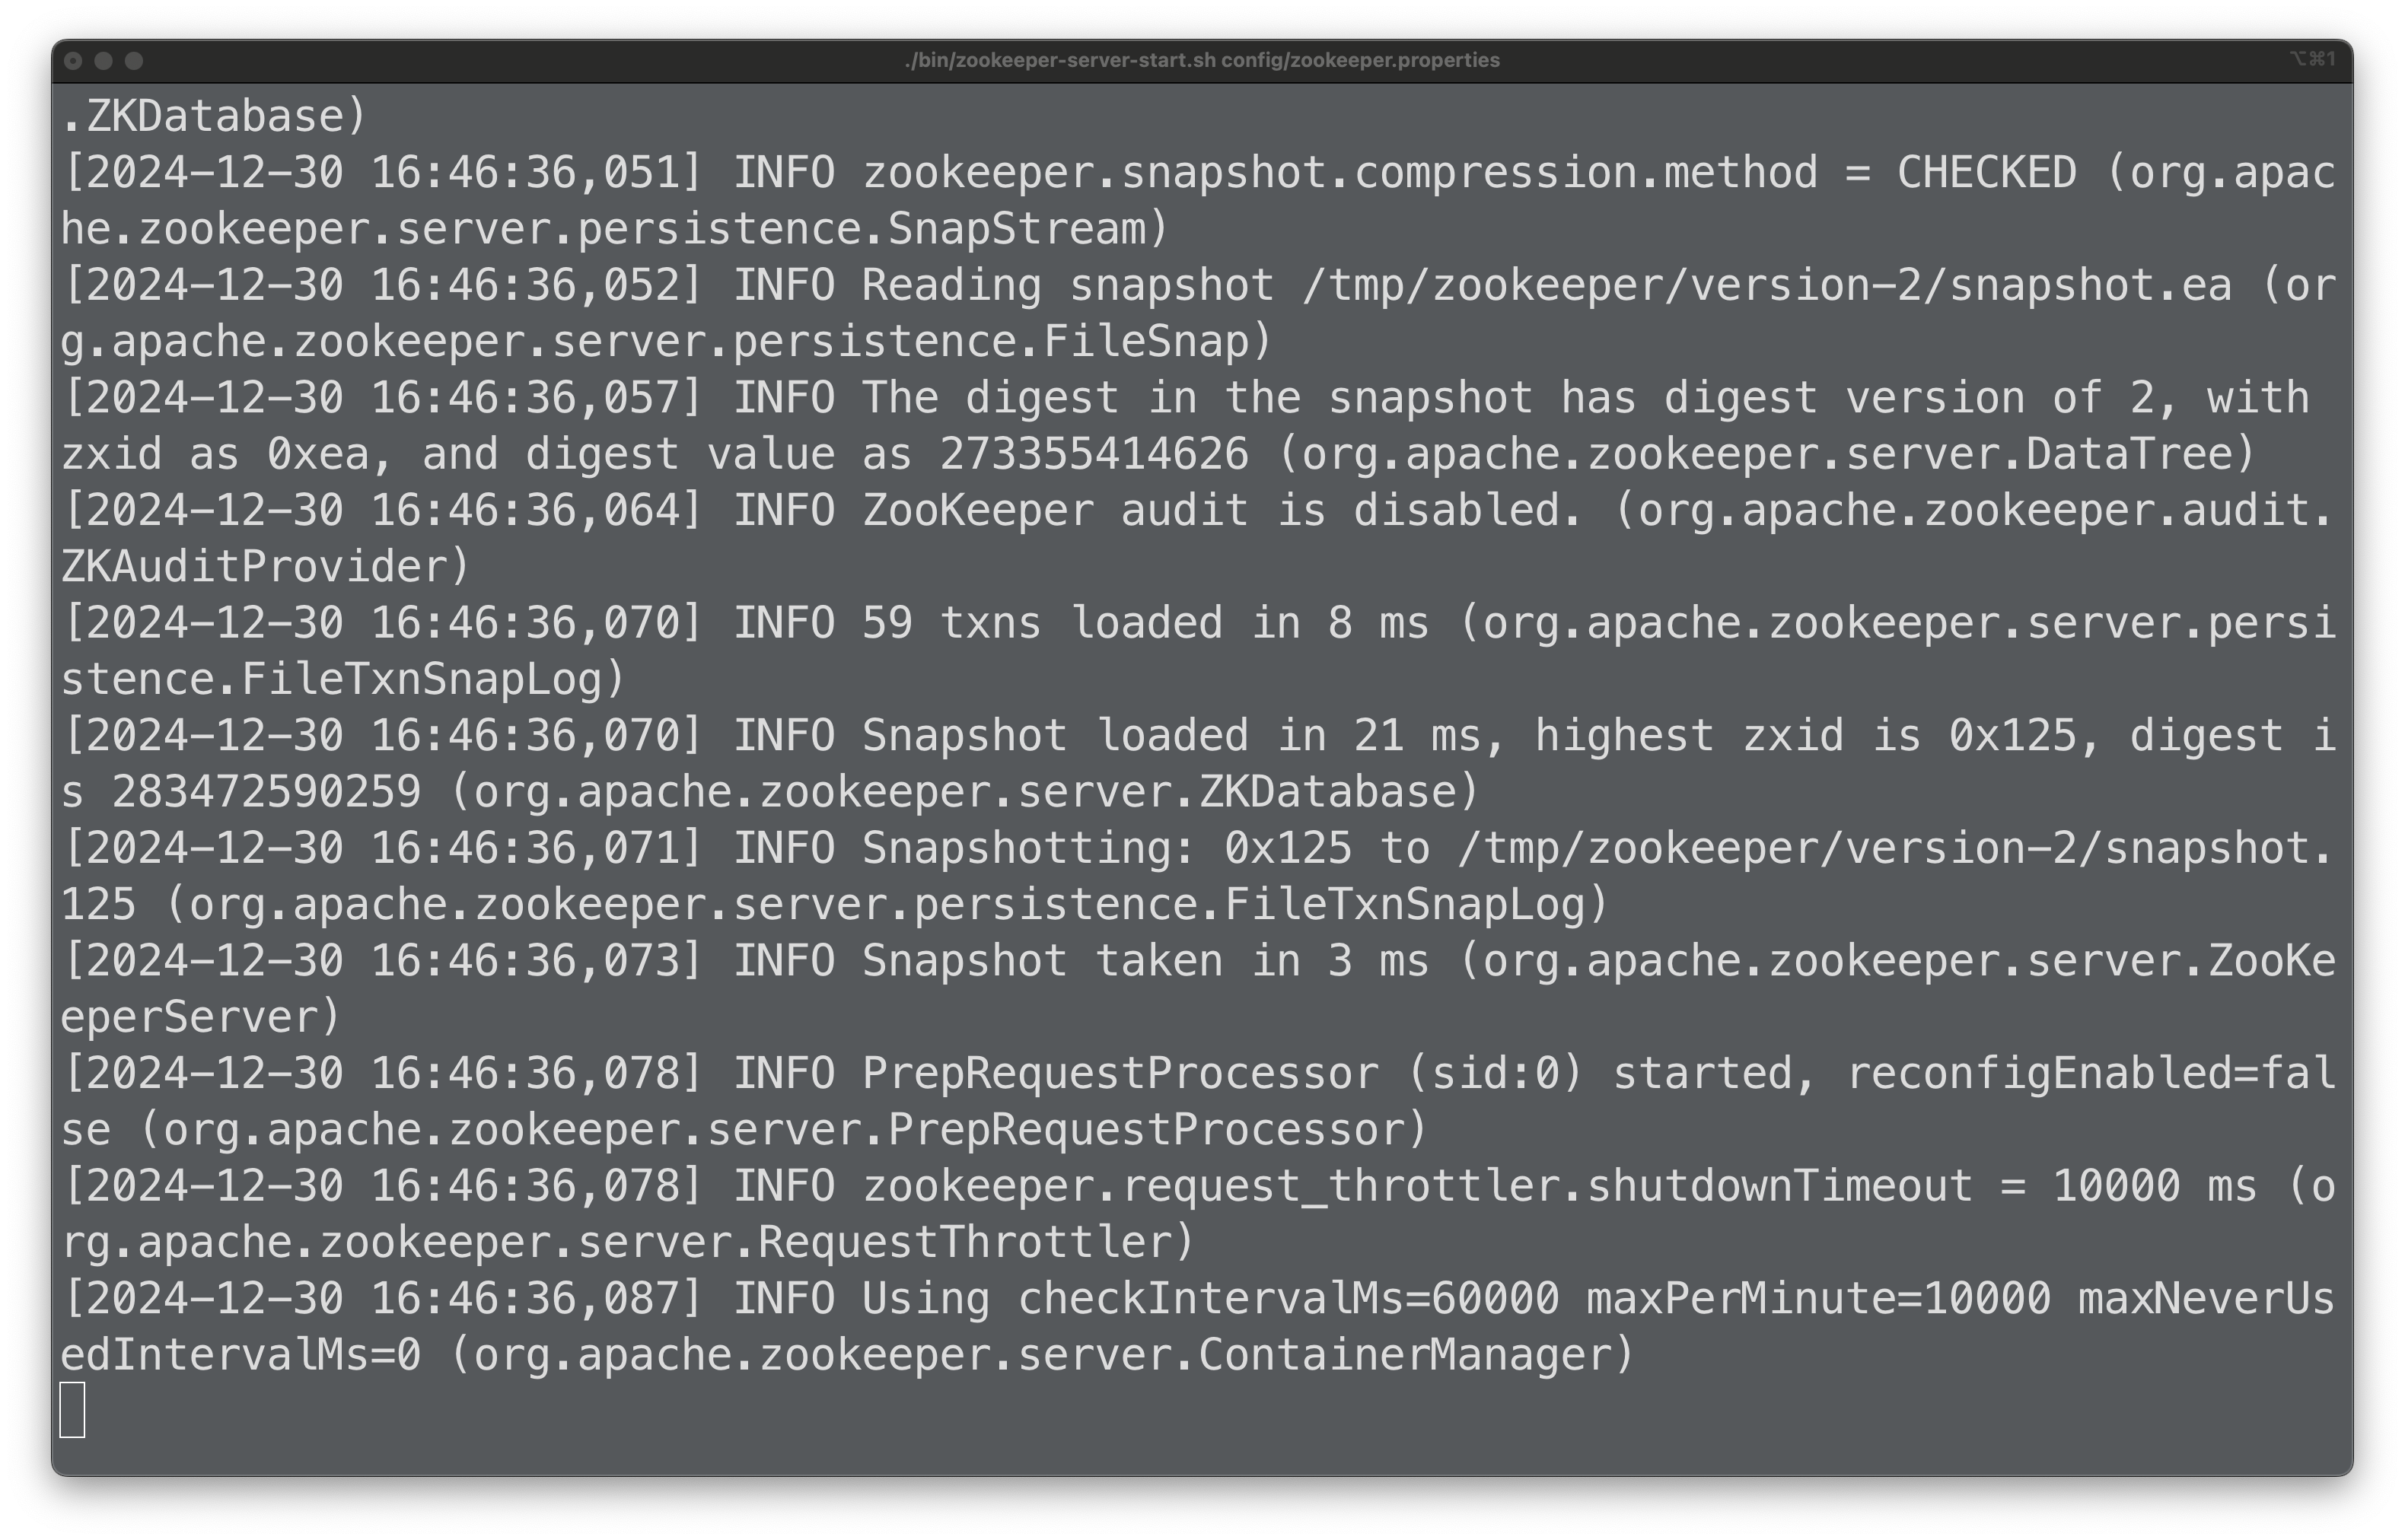 ./bin/zookeeper-server-start.sh config/zookeeper.properties
⌥⌘1
.ZKDatabase)
[2024-12-30 16:46:36,051] INFO zookeeper.snapshot.compression.method = CHECKED (org.apac
he.zookeeper.server.persistence.SnapStream)
[2024-12-30 16:46:36,052] INFO Reading snapshot /tmp/zookeeper/version-2/snapshot.ea (or
g.apache.zookeeper.server.persistence.FileSnap)
[2024-12-30 16:46:36,057] INFO The digest in the snapshot has digest version of 2, with
zxid as 0xea, and digest value as 273355414626 (org.apache.zookeeper.server.DataTree)
[2024-12-30 16:46:36,064] INFO ZooKeeper audit is disabled. (org.apache.zookeeper.audit.
ZKAuditProvider)
[2024-12-30 16:46:36,070] INFO 59 txns loaded in 8 ms (org.apache.zookeeper.server.persi
stence.FileTxnSnapLog)
[2024-12-30 16:46:36,070] INFO Snapshot loaded in 21 ms, highest zxid is 0x125, digest i
s 283472590259 (org.apache.zookeeper.server.ZKDatabase)
[2024-12-30 16:46:36,071] INFO Snapshotting: 0x125 to /tmp/zookeeper/version-2/snapshot.
125 (org.apache.zookeeper.server.persistence.FileTxnSnapLog)
[2024-12-30 16:46:36,073] INFO Snapshot taken in 3 ms (org.apache.zookeeper.server.ZooKe
eperServer)
[2024-12-30 16:46:36,078] INFO PrepRequestProcessor (sid:0) started, reconfigEnabled=fal
se (org.apache.zookeeper.server.PrepRequestProcessor)
[2024-12-30 16:46:36,078] INFO zookeeper.request_throttler.shutdownTimeout = 10000 ms (o
rg.apache.zookeeper.server.RequestThrottler)
[2024-12-30 16:46:36,087] INFO Using checkIntervalMs=60000 maxPerMinute=10000 maxNeverUs
edIntervalMs=0 (org.apache.zookeeper.server.ContainerManager)